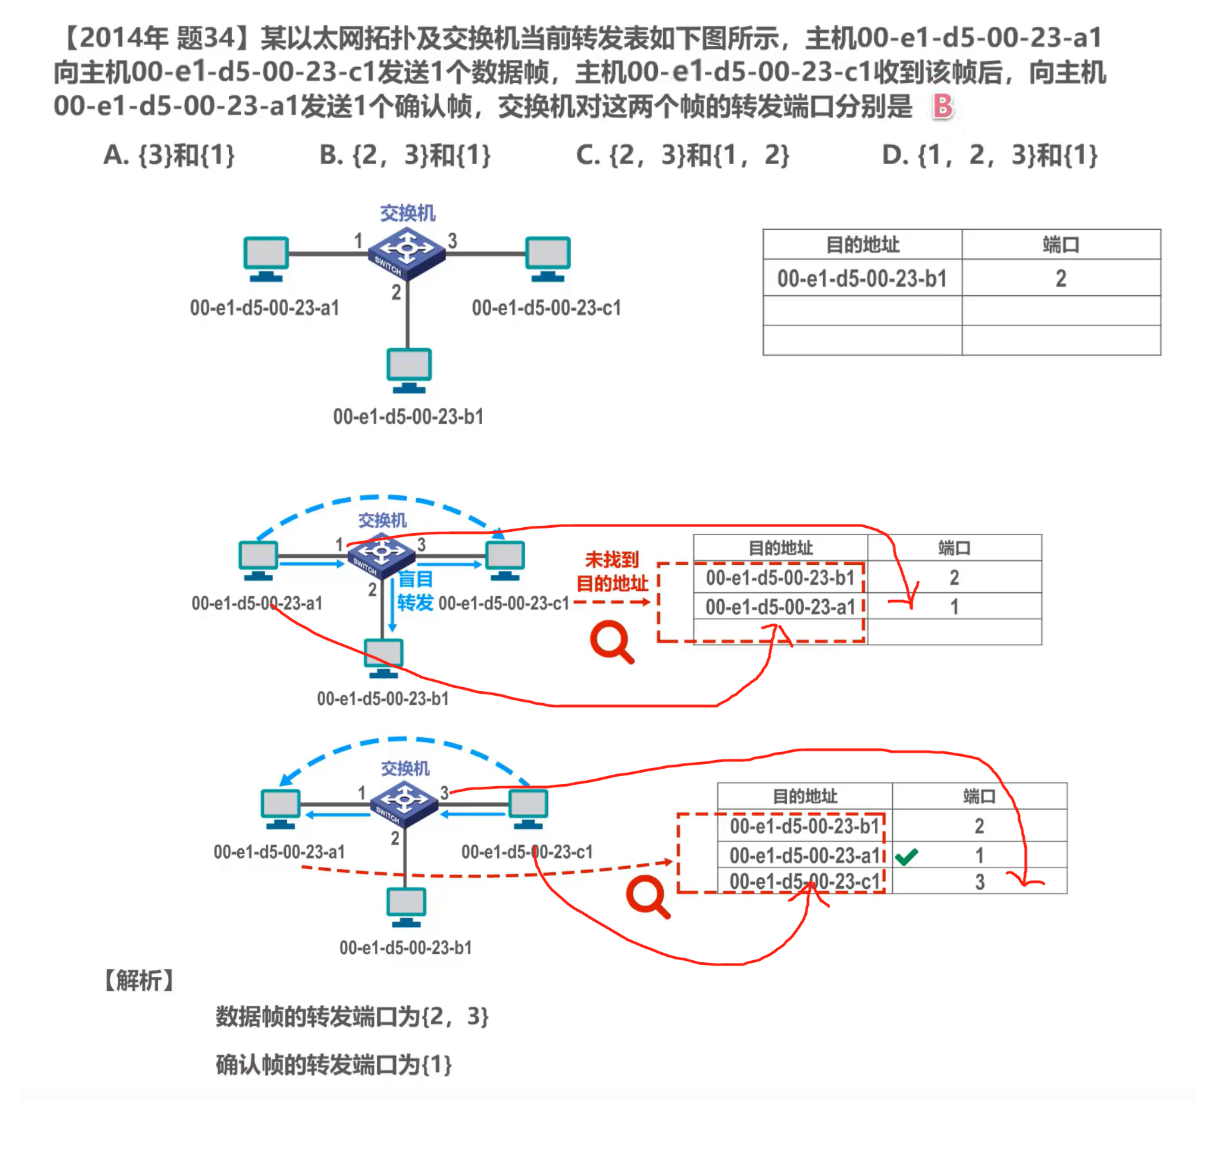 【2014年 题34】某以太网拓扑及交换机当前转发表如下图所示，主机00-e1-d5-00-23-a1
向主机00-e1-d5-00-23-c1发送1个数据帧，主机00-e1-d5-00-23-c1收到该帧后，向主机
00-e1-d5-00-23-a1发送1个确认帧，交换机对这两个帧的转发端口分别是 B
A. {3}和{1} B. {2，3}和{1} C. {2，3}和{1，2} D. {1，2，3}和{1}
交换机
1 3
SWITCH
2
00-e1-d5-00-23-a1 00-e1-d5-00-23-c1
00-e1-d5-00-23-b1
目的地址 端口
00-e1-d5-00-23-b1 2
交换机
1 3
SWITCH
2
盲目
转发
00-e1-d5-00-23-a1 00-e1-d5-00-23-c1
00-e1-d5-00-23-b1
未找到
目的地址
目的地址 端口
00-e1-d5-00-23-b1 2
00-e1-d5-00-23-a1 1
交换机
1 3
SWITCH
2
00-e1-d5-00-23-a1 00-e1-d5-00-23-c1
00-e1-d5-00-23-b1
目的地址 端口
00-e1-d5-00-23-b1 2
00-e1-d5-00-23-a1 1
00-e1-d5-00-23-c1 3
【解析】
数据帧的转发端口为{2，3}
确认帧的转发端口为{1}